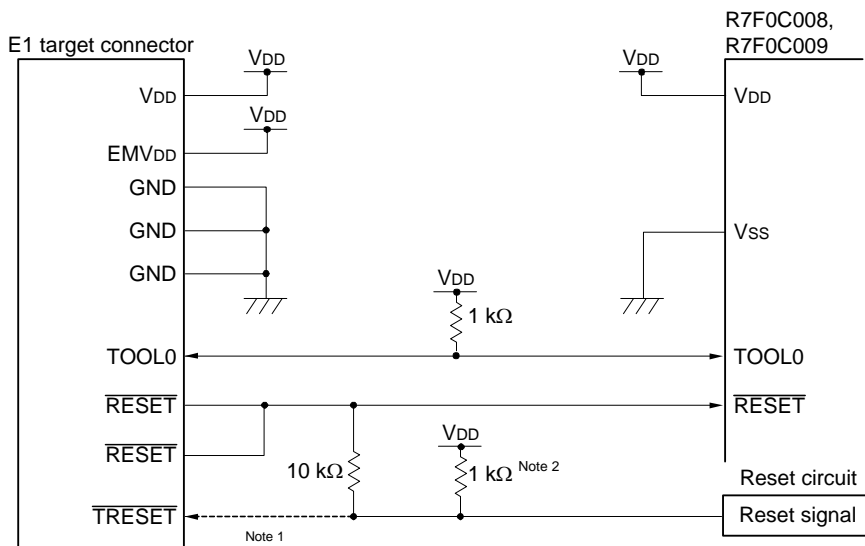 E1 target connector
R7F0C008,
R7F0C009
VDD
VDD
VDD
VDD
VDD
EMVDD
GND
GND
VSS
GND
VDD
1 kΩ
TOOL0
TOOL0
RESET
RESET
VDD
RESET
10 kΩ
1 kΩ Note 2
Reset circuit
TRESET
Reset signal
Note 1